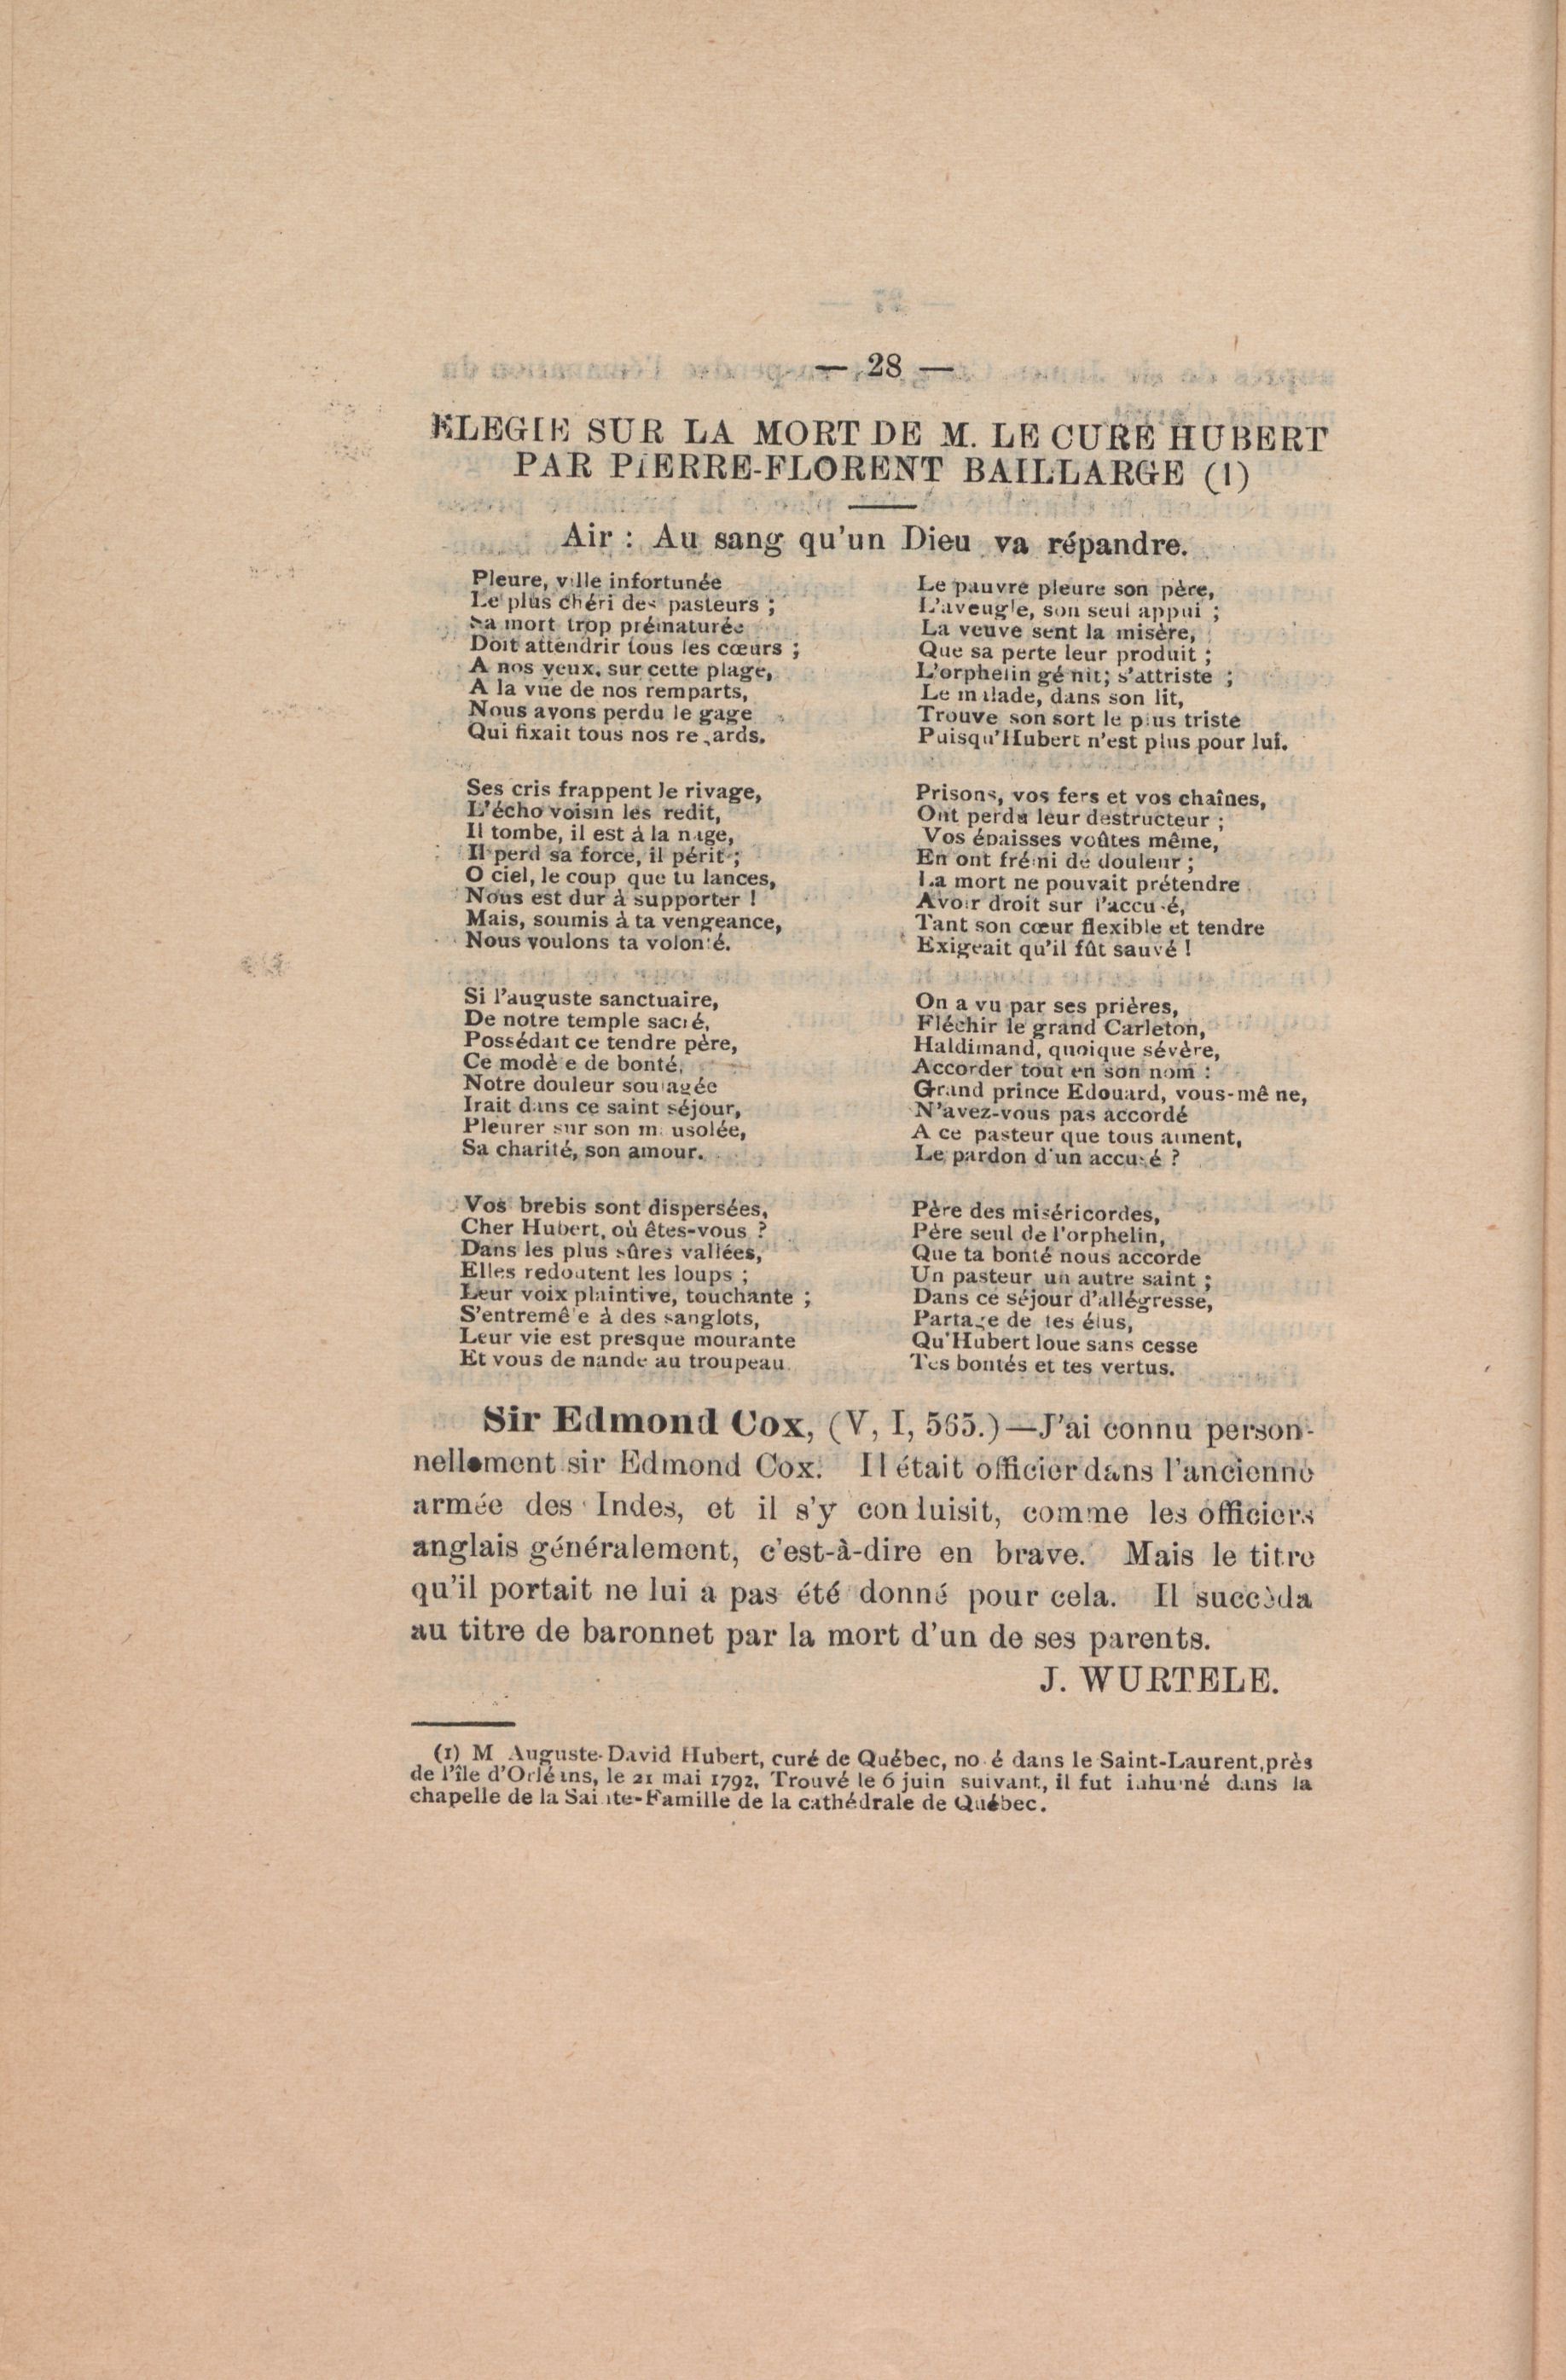 — 28 —
ELEGIE SUR LA MORT DE M. LE CURE HUBERT
PAR PIERRE-FLORENT BAILLARGE (1)
Air : Au sang qu'un Dieu va répandre.
Pleure, ville infortunée
Le plus chéri des pasteurs ;
Sa mort trop prématurée
Doit attendrir tous les cœurs ;
A nos yeux, sur cette plage,
A la vue de nos remparts,
Nous avons perdu le gage
Qui fixait tous nos regards.
Ses cris frappent le rivage,
L'écho voisin les redit,
Il tombe, il est à la nage,
Il perd sa force, il périt ;
O ciel, le coup que tu lances,
Nous est dur à supporter !
Mais, soumis à ta vengeance,
Nous voulons ta volonté.
Si l'auguste sanctuaire,
De notre temple sacré,
Possédait ce tendre père,
Ce modèle de bonté,
Notre douleur soulagée
Irait dans ce saint séjour,
Pleurer sur son mausolée,
Sa charité, son amour.
Vos brebis sont dispersées,
Cher Hubert, où êtes-vous ?
Dans les plus sûres vallées,
Elles redoutent les loups ;
Leur voix plaintive, touchante ;
S'entremêle à des sanglots,
Leur vie est presque mourante
Et vous demande au troupeau
Le pauvre pleure son père,
L'aveugle, son seul appui ;
La veuve sent la misère,
Que sa perte leur produit ;
L'orphelin gémit; s'attriste ;
Le malade, dans son lit,
Trouve son sort le plus triste
Puisqu'Hubert n'est plus pour lui.
Prisons, vos fers et vos chaînes,
Ont perdu leur destructeur ;
Vos épaisses voûtes même,
En ont frémi de douleur ;
La mort ne pouvait prétendre
Avoir droit sur l'accusé,
Tant son cœur flexible et tendre
Exigeait qu'il fût sauvé !
On a vu par ses prières,
Fléchir le grand Carleton,
Haldimand, quoique sévère,
Accorder tout en son nom :
Grand prince Edouard, vous-même,
N'avez-vous pas accordé
A ce pasteur que tous aiment,
Le pardon d'un accusé ?
Père des miséricordes,
Père seul de l'orphelin,
Que ta bonté nous accorde
Un pasteur un autre saint ;
Dans ce séjour d'allégresse,
Partage de tes élus,
Qu'Hubert loue sans cesse
Tes bontés et tes vertus.
Sir Edmond Cox, (V, I, 565.)—J'ai connu person-
nellement sir Edmond Cox. Il était officier dans l'ancienne
armée des Indes, et il s'y conduisit, comme les officiers
anglais généralement, c'est-à-dire en brave. Mais le titre
qu'il portait ne lui a pas été donné pour cela. Il succèda
au titre de baronnet par la mort d'un de ses parents.
J. WURTELE.
(1) M Auguste-David Hubert, curé de Québec, noyé dans le Saint-Laurent, près
de l'île d'Orléans, le 21 mai 1792. Trouvé le 6 juin suivant, il fut inhumé dans la
chapelle de la Sainte-Famille de la cathédrale de Québec.